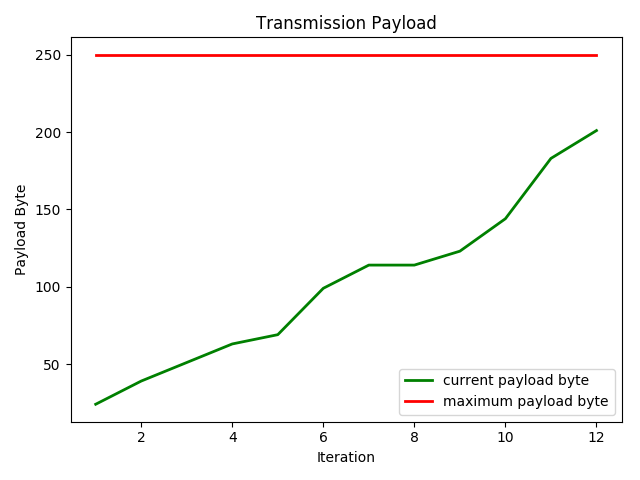 Transmission Payload
Payload Byte
250
200
150
100
50
2 4 6 8 10 12
Iteration
current payload byte
maximum payload byte